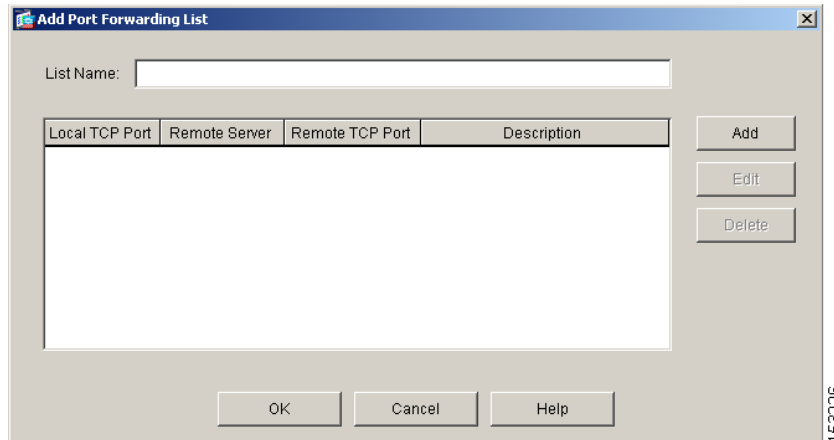 Add Port Forwarding List
List Name:
Local TCP Port Remote Server Remote TCP Port Description
Add
Edit
Delete
OK Cancel Help